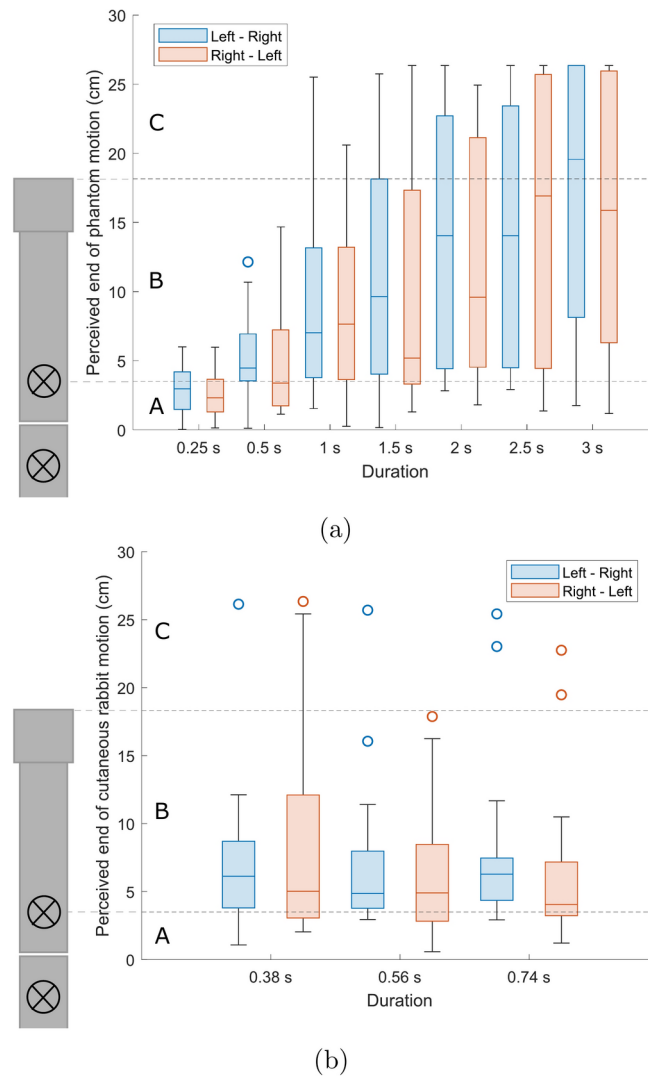 30
25
20
15
10
5
0
Perceived end of phantom motion (cm)
Left - Right
Right - Left
C
B
A
0.25 s 0.5 s 1 s 1.5 s 2 s 2.5 s 3 s
Duration
(a)
30
25
20
15
10
5
0
Perceived end of cutaneous rabbit motion (cm)
Left - Right
Right - Left
C
B
A
0.38 s 0.56 s 0.74 s
Duration
(b)